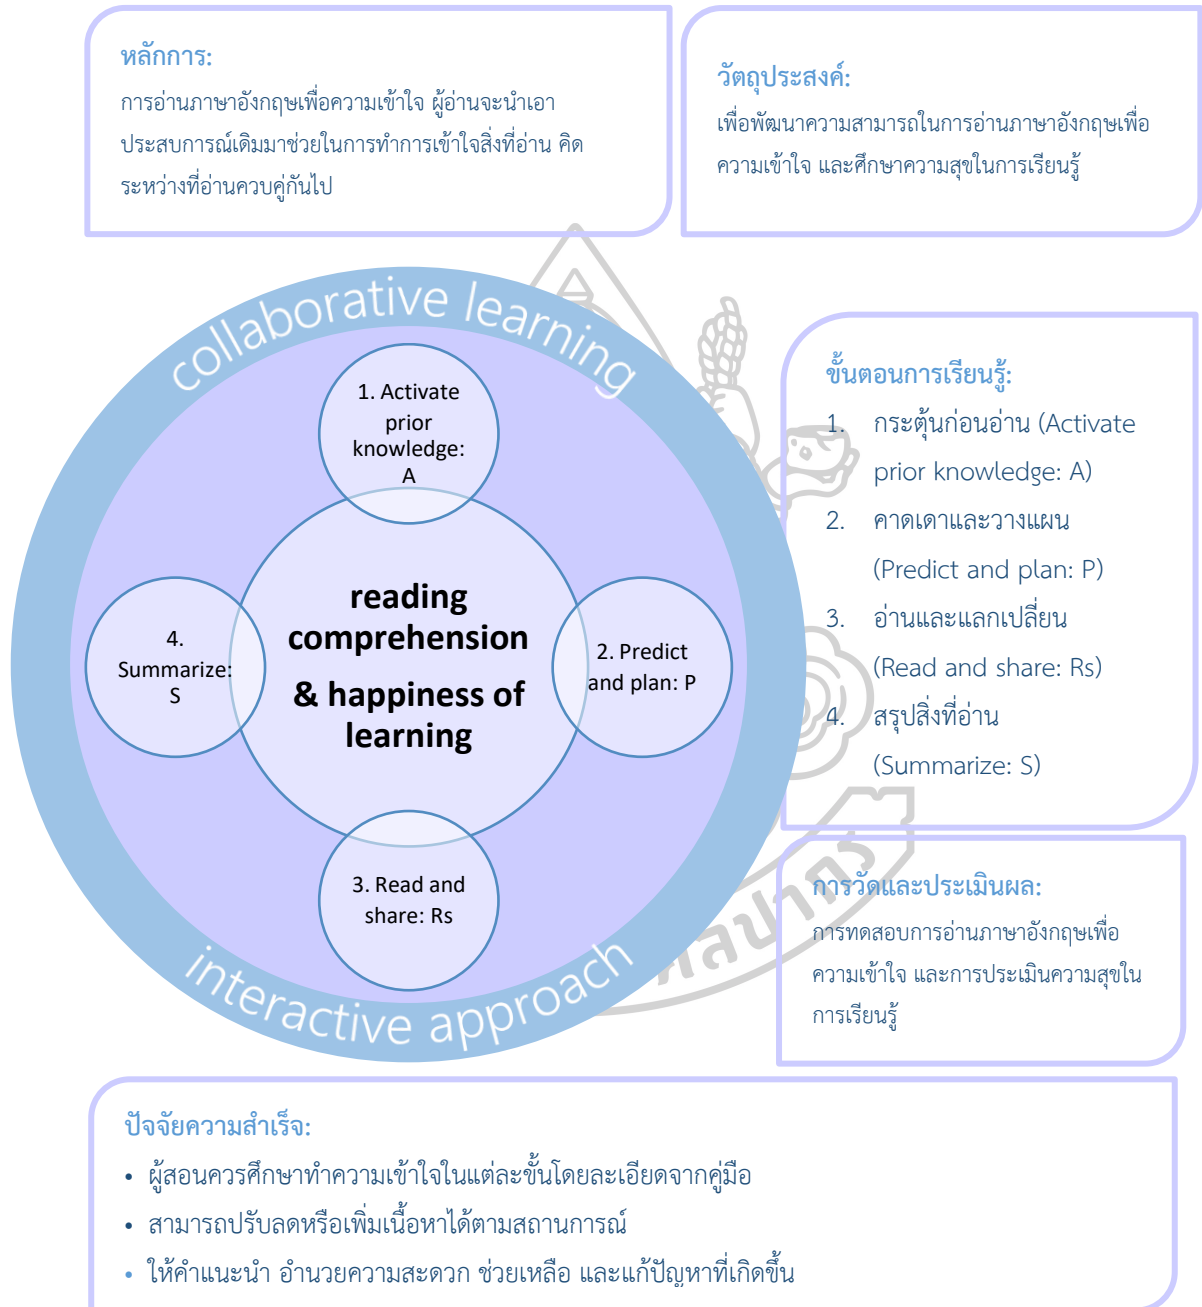 หลักการ:
การอ่านภาษาอังกฤษเพื่อความเข้าใจ ผู้อ่านจะนำเอา
ประสบการณ์เดิมมาช่วยในการทำการเข้าใจสิ่งที่อ่าน คิด
ระหว่างที่อ่านควบคู่กันไป
วัตถุประสงค์:
เพื่อพัฒนาความสามารถในการอ่านภาษาอังกฤษเพื่อ
ความเข้าใจ และศึกษาความสุขในการเรียนรู้
collaborative learning
1. Activate
prior
knowledge:
A
reading
comprehension
& happiness of
learning
4.
Summarize:
S
2. Predict
and plan: P
3. Read and
share: Rs
interactive approach
ขั้นตอนการเรียนรู้:
1. กระตุ้นก่อนอ่าน (Activate
prior knowledge: A)
2. คาดเดาและวางแผน
(Predict and plan: P)
3. อ่านและแลกเปลี่ยน
(Read and share: Rs)
4. สรุปสิ่งที่อ่าน
(Summarize: S)
การวัดและประเมินผล:
การทดสอบการอ่านภาษาอังกฤษเพื่อ
ความเข้าใจ และการประเมินความสุขใน
การเรียนรู้
ปัจจัยความสำเร็จ:
• ผู้สอนควรศึกษาทำความเข้าใจในแต่ละขั้นโดยละเอียดจากคู่มือ
• สามารถปรับลดหรือเพิ่มเนื้อหาได้ตามสถานการณ์
• ให้คำแนะนำ อำนวยความสะดวก ช่วยเหลือ และแก้ปัญหาที่เกิดขึ้น